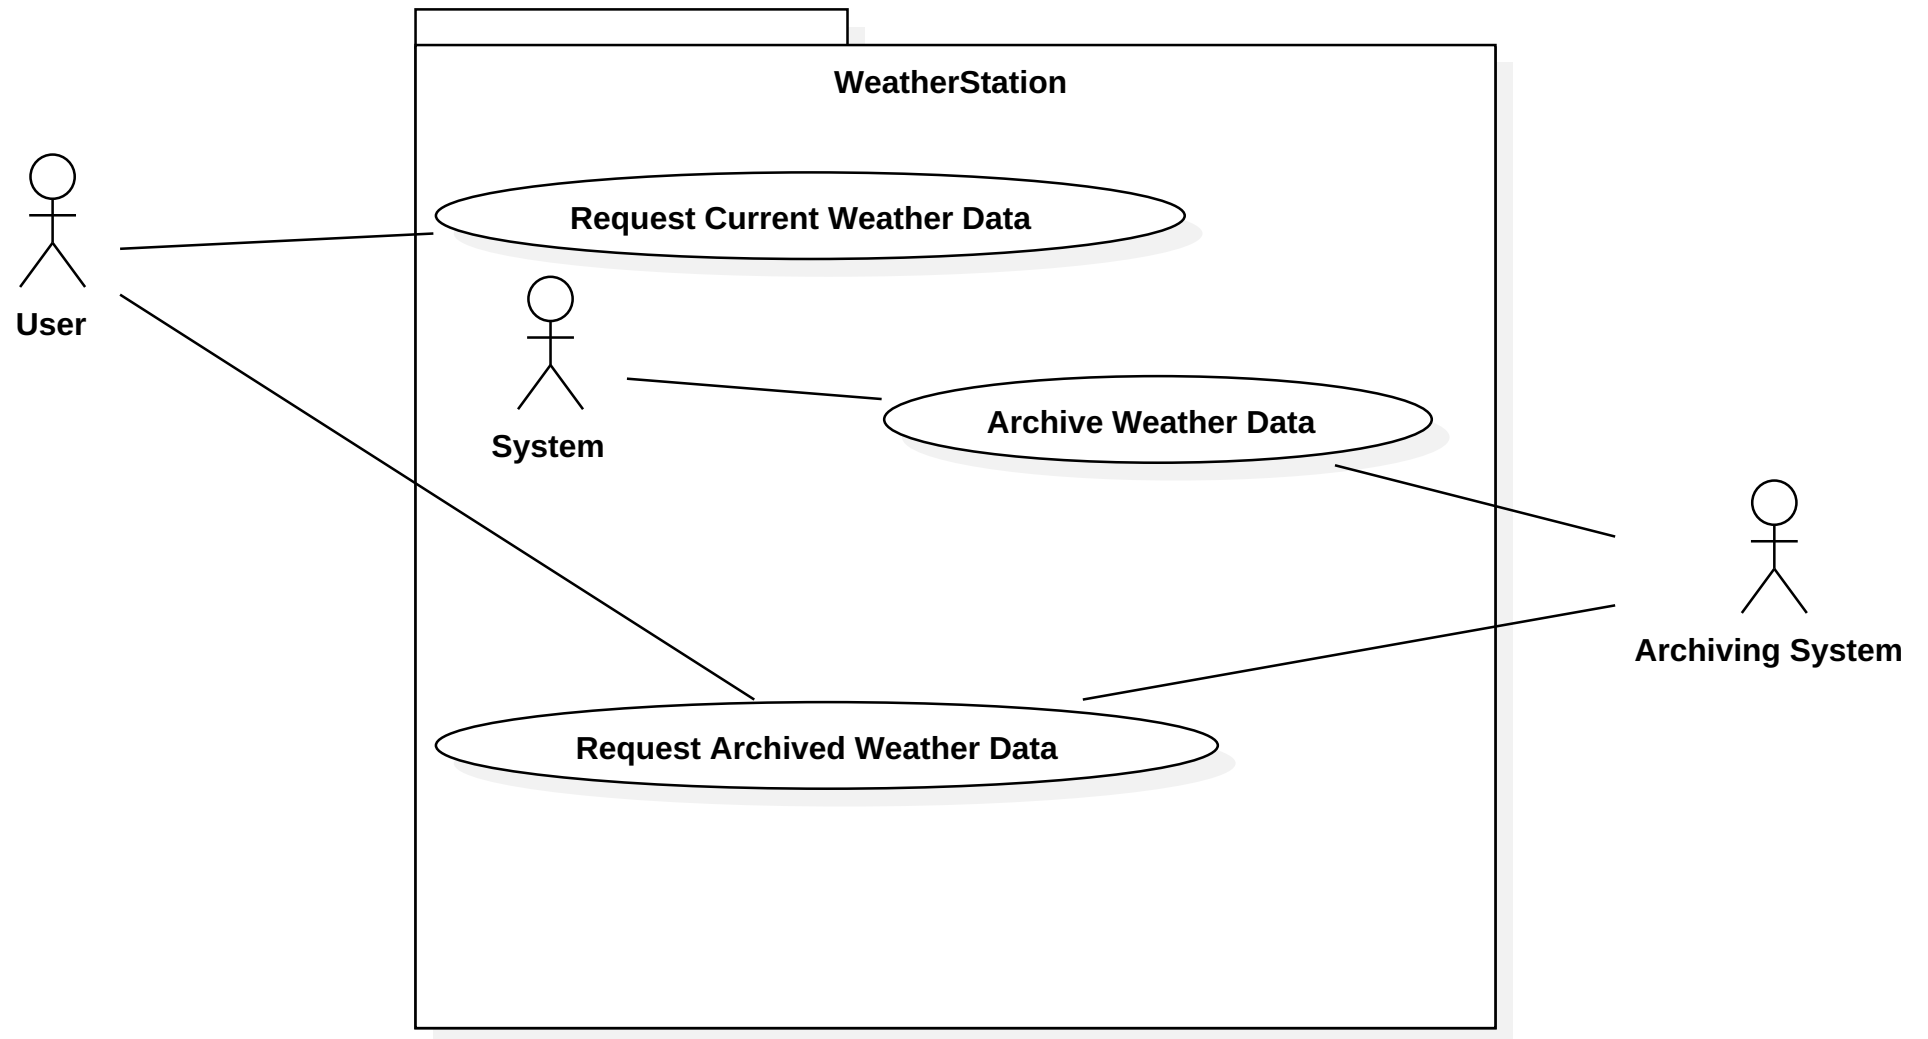 WeatherStation
Request Current Weather Data
User
System
Archive Weather Data
Archiving System
Request Archived Weather Data